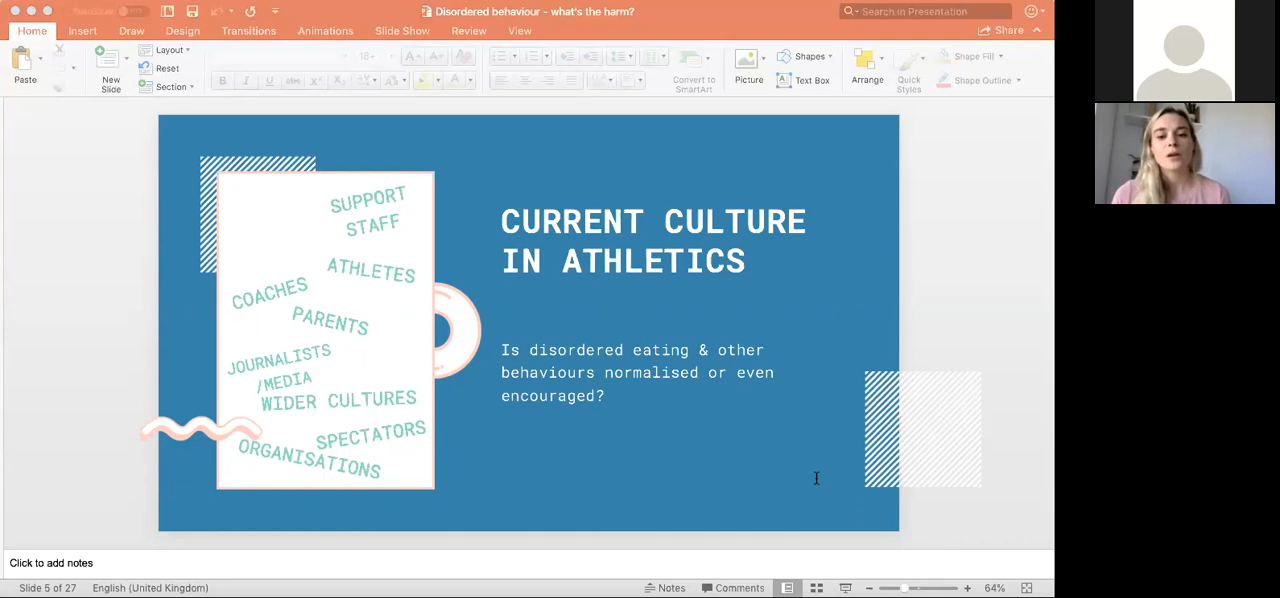 Disordered behaviour - what's the harm?
Search in Presentation
Home Insert Draw Design Transitions Animations Slide Show Review View
Share
Paste
New
Slide
Layout
Reset
Section
18
Convert to
SmartArt
Picture
Shapes
Text Box
Arrange
Quick
Styles
Shape Fill
Shape Outline
SUPPORT
STAFF
ATHLETES
COACHES
PARENTS
JOURNALISTS
/MEDIA
WIDER CULTURES
SPECTATORS
ORGANISATIONS
CURRENT CULTURE
IN ATHLETICS
Is disordered eating & other
behaviours normalised or even
encouraged?
Click to add notes
Slide 5 of 27 English (United Kingdom)
Notes Comments 64%